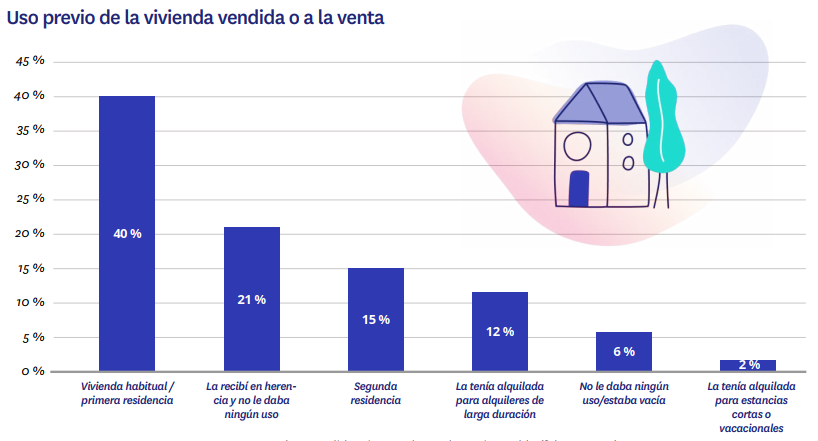 Uso previo de la vivienda vendida o a la venta
45 %
40 %
35 %
30 %
25 %
20 %
15 %
10 %
5 %
0 %
40 %
21 %
15 %
12 %
6 %
2 %
Vivienda habitual /
primera residencia
La recibí en heren-
cia y no le daba
ningún uso
Segunda
residencia
La tenía alquilada
para alquileres de
larga duración
No le daba ningún
uso/estaba vacía
La tenía alquilada
para estancias
cortas o
vacacionales